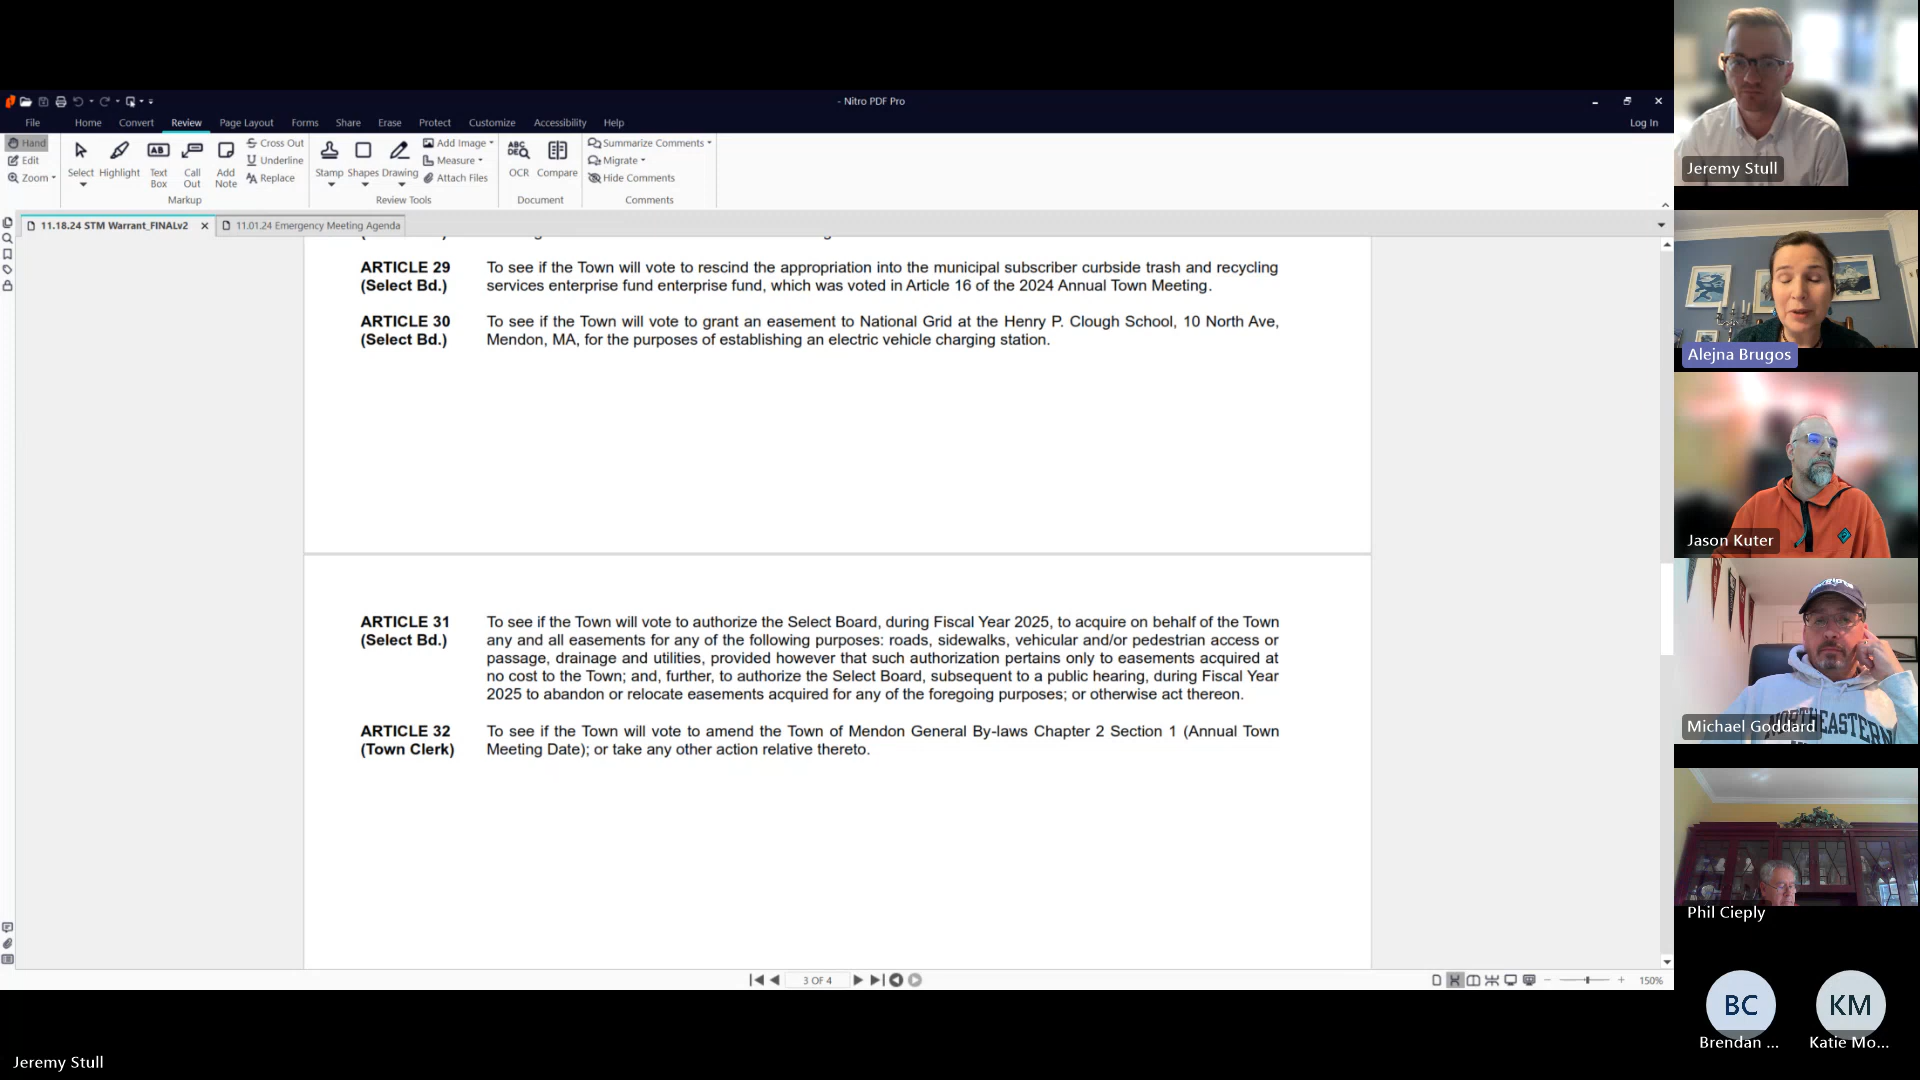 - Nitro PDF Pro
File Home Convert Review Page Layout Forms Share Erase Protect Customize Accessibility Help Log In
Hand
Edit
Zoom
Select
Highlight
Text Box
Call Out
Add Note
Cross Out
Underline
Replace
Markup
Stamp
Shapes
Drawing
Add Image
Measure
Attach Files
Review Tools
OCR
Compare
Document
Summarize Comments
Migrate
Hide Comments
Comments
11.18.24 STM Warrant_FINALv2
11.01.24 Emergency Meeting Agenda
ARTICLE 29 To see if the Town will vote to rescind the appropriation into the municipal subscriber curbside trash and recycling
(Select Bd.) services enterprise fund enterprise fund, which was voted in Article 16 of the 2024 Annual Town Meeting.
ARTICLE 30 To see if the Town will vote to grant an easement to National Grid at the Henry P. Clough School, 10 North Ave,
(Select Bd.) Mendon, MA, for the purposes of establishing an electric vehicle charging station.
ARTICLE 31 To see if the Town will vote to authorize the Select Board, during Fiscal Year 2025, to acquire on behalf of the Town
(Select Bd.) any and all easements for any of the following purposes: roads, sidewalks, vehicular and/or pedestrian access or
passage, drainage and utilities, provided however that such authorization pertains only to easements acquired at
no cost to the Town; and, further, to authorize the Select Board, subsequent to a public hearing, during Fiscal Year
2025 to abandon or relocate easements acquired for any of the foregoing purposes; or otherwise act thereon.
ARTICLE 32 To see if the Town will vote to amend the Town of Mendon General By-laws Chapter 2 Section 1 (Annual Town
(Town Clerk) Meeting Date); or take any other action relative thereto.
3 OF 4
150%
Jeremy Stull
Jeremy Stull
Alejna Brugos
Jason Kuter
NORTHEASTERN
Michael Goddard
Phil Cieply
BC
KM
Brendan ...
Katie Mo...